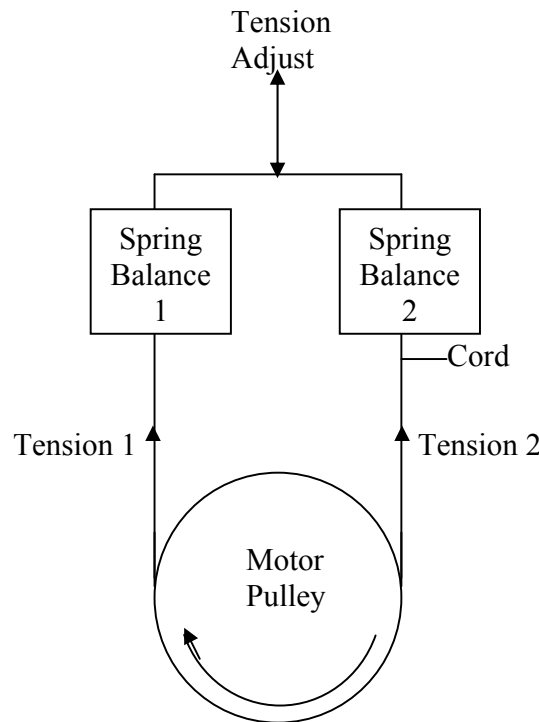 Tension
Adjust
Spring
Balance
1
Spring
Balance
2
Cord
Tension 1
Tension 2
Motor
Pulley